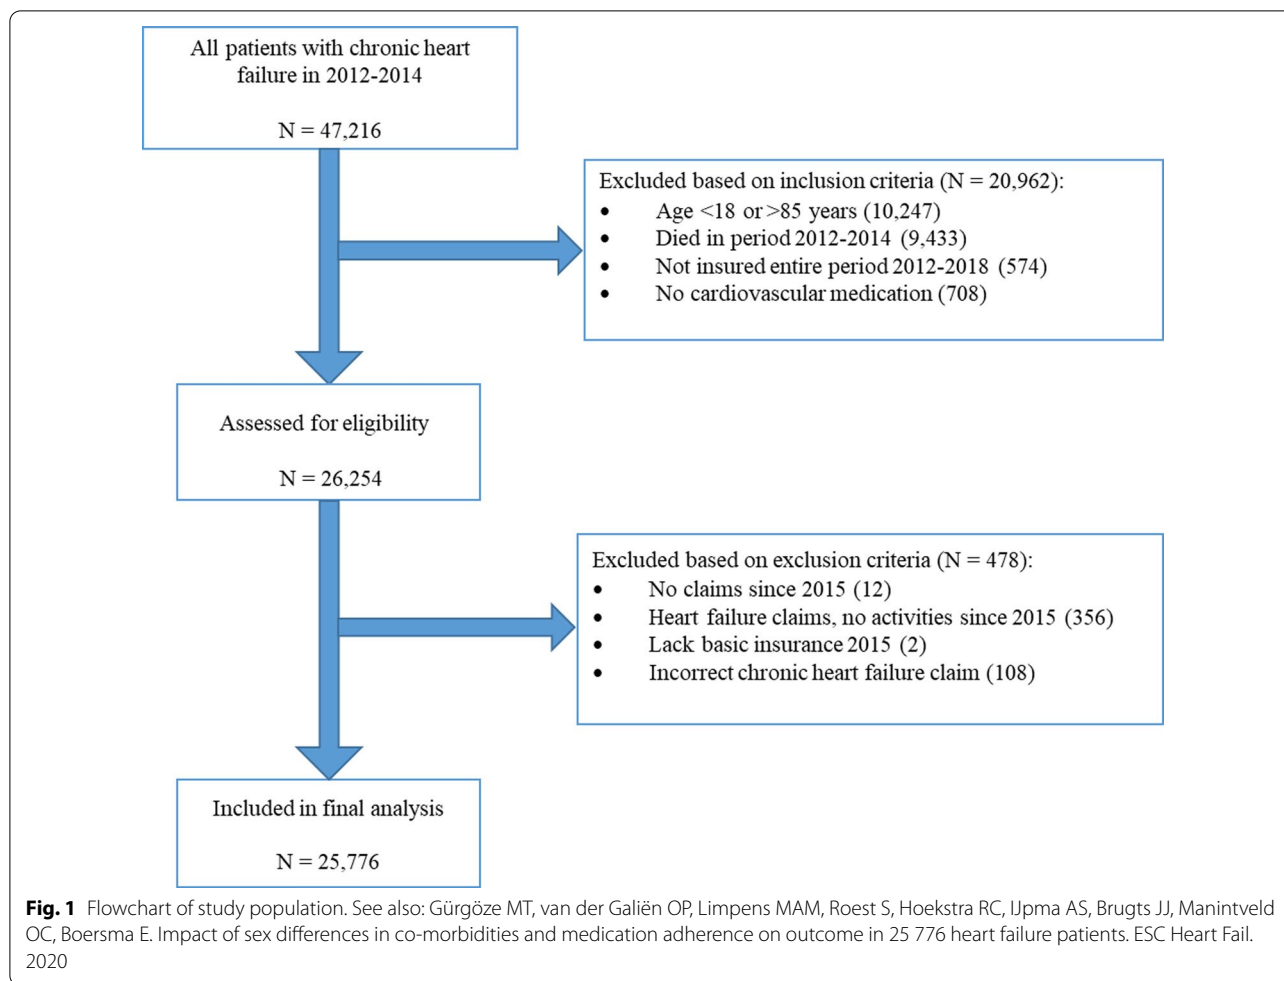 All patients with chronic heart
failure in 2012-2014
N = 47,216
Excluded based on inclusion criteria (N = 20,962):
• Age <18 or >85 years (10,247)
• Died in period 2012-2014 (9,433)
• Not insured entire period 2012-2018 (574)
• No cardiovascular medication (708)
Assessed for eligibility
N = 26,254
Excluded based on exclusion criteria (N = 478):
• No claims since 2015 (12)
• Heart failure claims, no activities since 2015 (356)
• Lack basic insurance 2015 (2)
• Incorrect chronic heart failure claim (108)
Included in final analysis
N = 25,776
Fig. 1 Flowchart of study population. See also: Gürgöze MT, van der Galiën OP, Limpens MAM, Roest S, Hoekstra RC, IJpma AS, Brugts JJ, Manintveld
OC, Boersma E. Impact of sex differences in co-morbidities and medication adherence on outcome in 25 776 heart failure patients. ESC Heart Fail.
2020